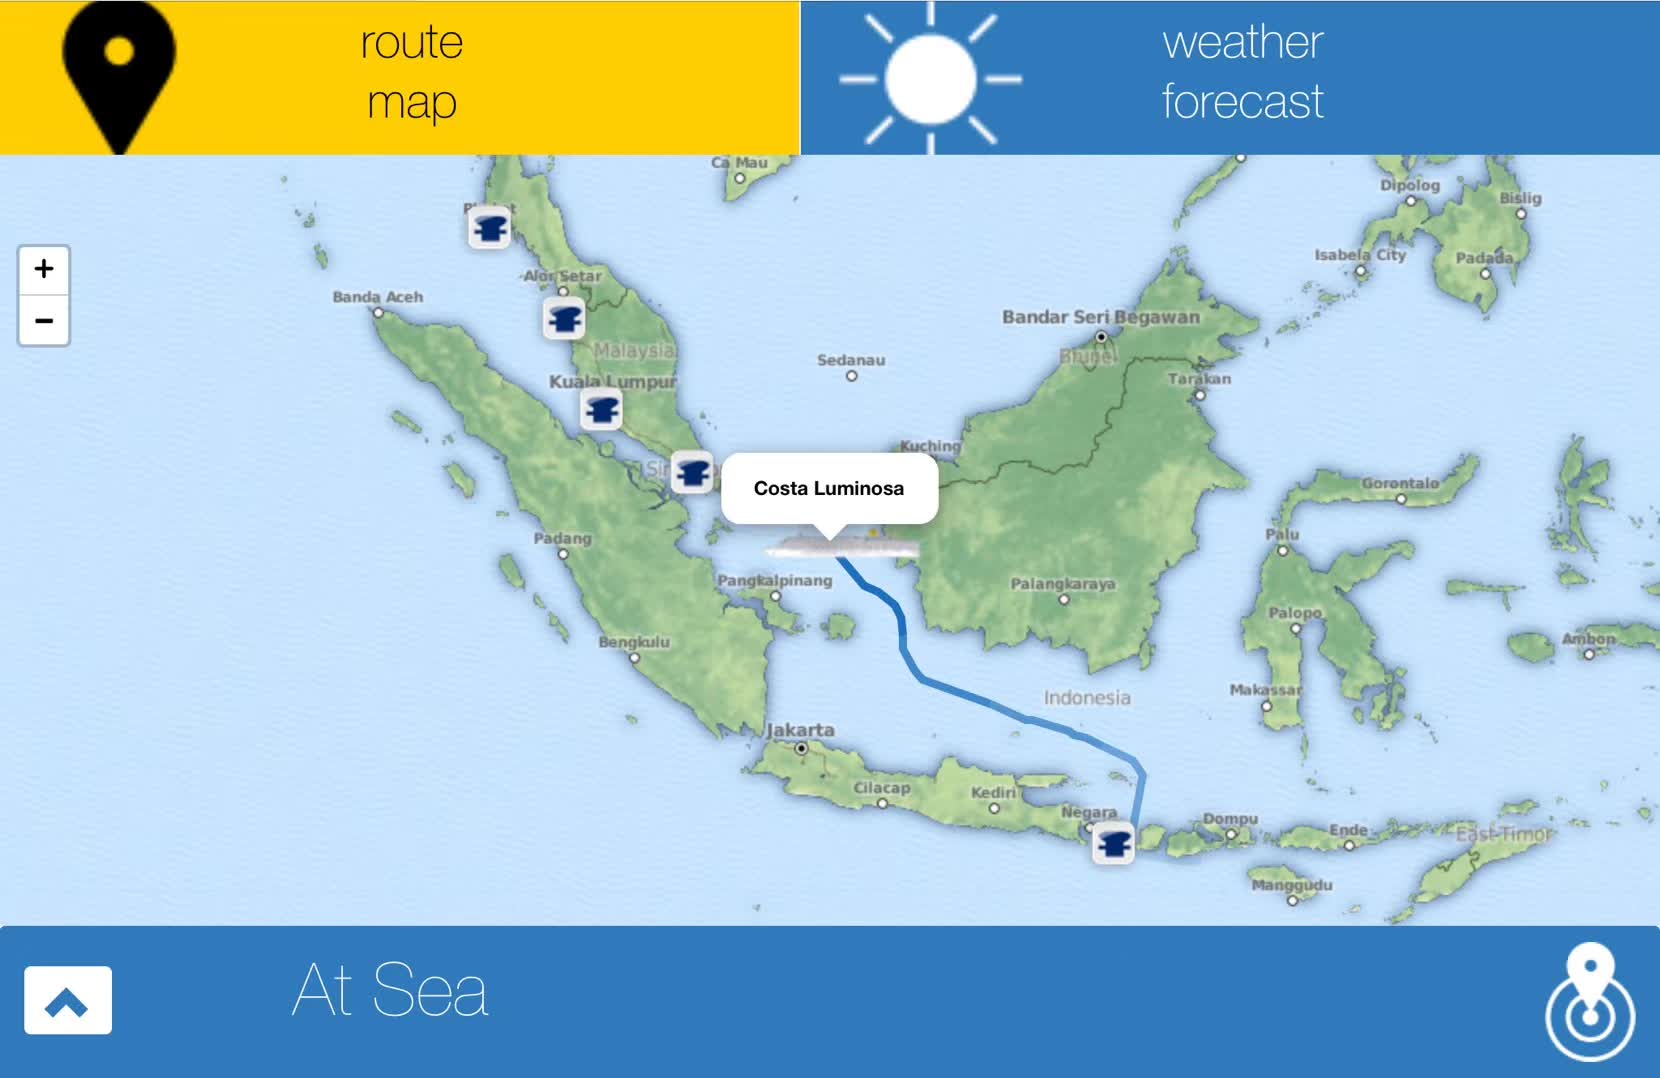 route
map
weather
forecast
Ca Mau
Dipolog
Bislig
Isabela City
Padada
Alor Setar
Banda Aceh
Bandar Seri Begawan
Malaysia
Brunei
Sedanau
Kuala Lumpur
Tarakan
Kuching
Costa Luminosa
Gorontalo
Padang
Palu
Pangkalpinang
Palangkaraya
Palopo
Bengkulu
Ambon
Makassar
Indonesia
Jakarta
Cilacap
Kediri
Negara
Dompu
Ende
East Timor
Manggudu
At Sea
+
−